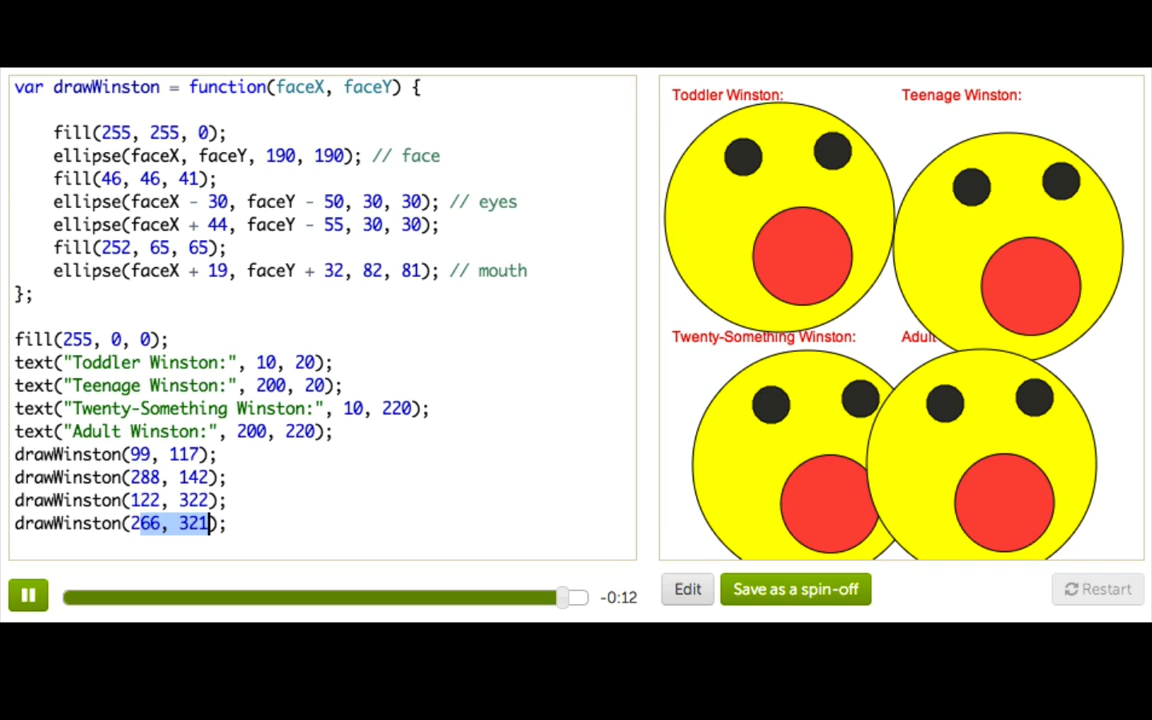 var drawWinston = function(faceX, faceY) {
fill(255, 255, 0);
ellipse(faceX, faceY, 190, 190); // face
fill(46, 46, 41);
ellipse(faceX - 30, faceY - 50, 30, 30); // eyes
ellipse(faceX + 44, faceY - 55, 30, 30);
fill(252, 65, 65);
ellipse(faceX + 19, faceY + 32, 82, 81); // mouth
};
fill(255, 0, 0);
text("Toddler Winston:", 10, 20);
text("Teenage Winston:", 200, 20);
text("Twenty-Something Winston:", 10, 220);
text("Adult Winston:", 200, 220);
drawWinston(99, 117);
drawWinston(288, 142);
drawWinston(122, 322);
drawWinston(266, 321);
Toddler Winston:
Teenage Winston:
Twenty-Something Winston:
Adult
-0:12
Edit
Save as a spin-off
Restart